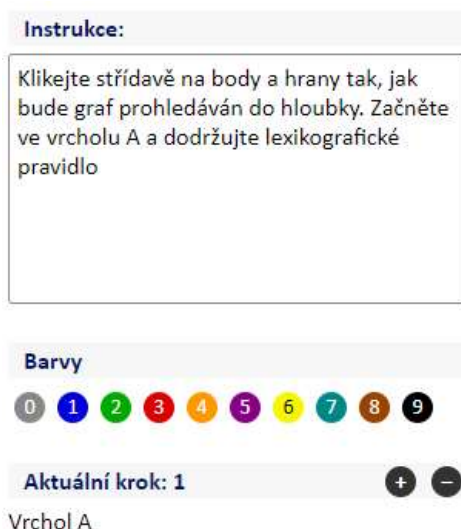 Instrukce:
Klikejte střídavě na body a hrany tak, jak
bude graf prohledáván do hloubky. Začněte
ve vrcholu A a dodržujte lexikografické
pravidlo
Barvy
0 1 2 3 4 5 6 7 8 9
Aktuální krok: 1 + −
Vrchol A